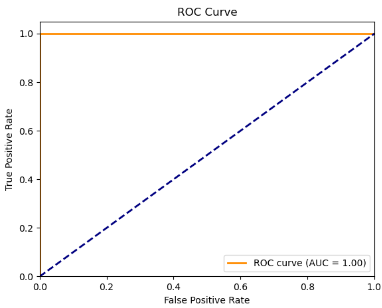 ROC Curve
True Positive Rate
1.0
0.8
0.6
0.4
0.2
0.0
0.0 0.2 0.4 0.6 0.8 1.0
False Positive Rate
ROC curve (AUC = 1.00)